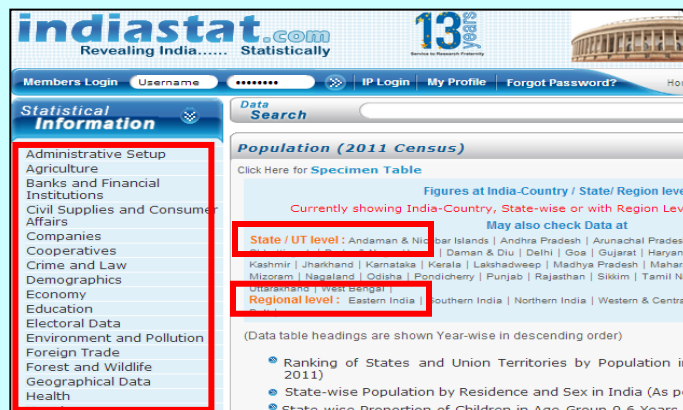 indiastat.com
Revealing India...... Statistically
13
years
Service to Research Fraternity
Members Login Username •••••••• IP Login My Profile Forgot Password?
Statistical
Information
Data
Search
Administrative Setup
Agriculture
Banks and Financial
Institutions
Civil Supplies and Consumer
Affairs
Companies
Cooperatives
Crime and Law
Demographics
Economy
Education
Electoral Data
Environment and Pollution
Foreign Trade
Forest and Wildlife
Geographical Data
Health
Population (2011 Census)
Click Here for Specimen Table
Figures at India-Country / State/ Region leve
Currently showing India-Country, State-wise or with Region Lev
May also check Data at
State / UT level : Andaman & Nicobar Islands | Andhra Pradesh | Arunachal Prades
| Daman & Diu | Delhi | Goa | Gujarat | Haryan
Kashmir | Jharkhand | Karnataka | Kerala | Lakshadweep | Madhya Pradesh | Mahar
Mizoram | Nagaland | Odisha | Pondicherry | Punjab | Rajasthan | Sikkim | Tamil N
Uttarakhand | West Bengal |
Regional level : Eastern India | Southern India | Northern India | Western & Centra
(Data table headings are shown Year-wise in descending order)
Ranking of States and Union Territories by Population i
2011)
State-wise Population by Residence and Sex in India (As p
State-wise Proportion of Children in Age Group 0-6 Years